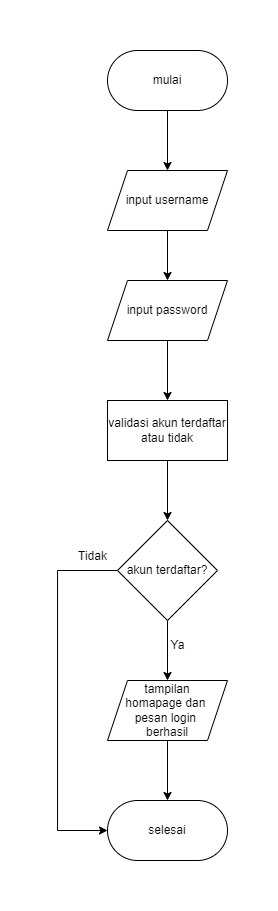 mulai
input username
input password
validasi akun terdaftar
atau tidak
Tidak
akun terdaftar?
Ya
tampilan
homapage dan
pesan login
berhasil
selesai